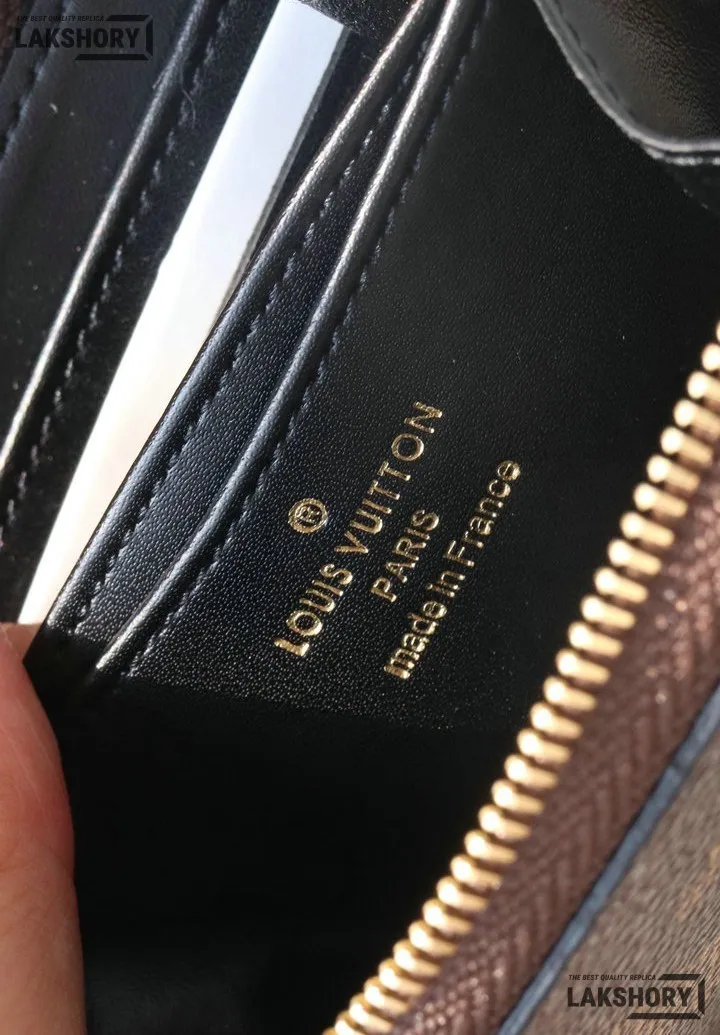 THE BEST QUALITY REPLICA
LAKSHORY
®
LOUIS VUITTON
PARIS
made in France
THE BEST QUALITY REPLICA
LAKSHORY